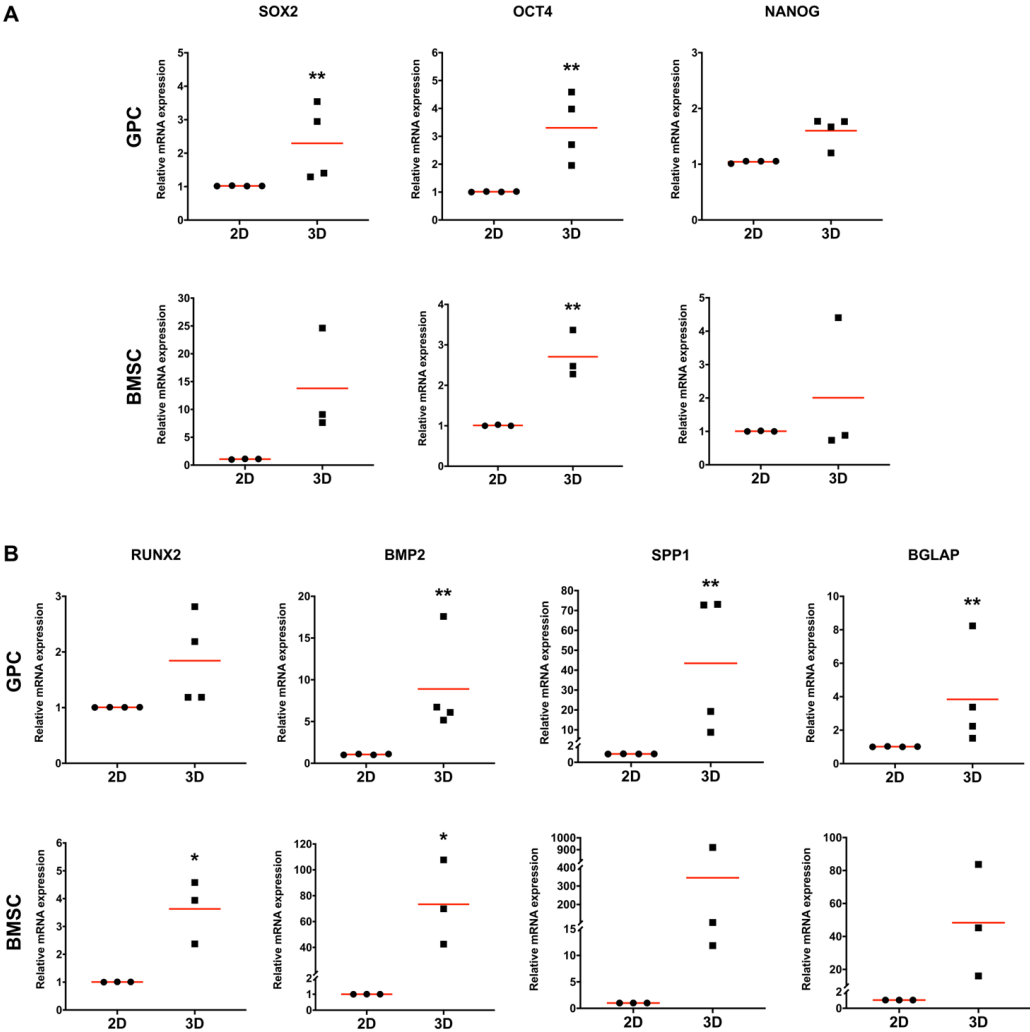 A
SOX2 OCT4 NANOG
GPC
Relative mRNA expression
5
4
3
2
1
0
**
2D 3D
Relative mRNA expression
6
5
4
3
2
1
0
**
2D 3D
Relative mRNA expression
3
2
1
0
2D 3D
BMSC
Relative mRNA expression
30
25
20
15
10
5
0
2D 3D
Relative mRNA expression
4
3
2
1
0
**
2D 3D
Relative mRNA expression
5
4
3
2
1
0
2D 3D
B
RUNX2 BMP2 SPP1 BGLAP
GPC
Relative mRNA expression
3
2
1
0
2D 3D
Relative mRNA expression
20
15
10
5
0
**
2D 3D
Relative mRNA expression
80
70
60
50
40
30
20
10
2
0
**
2D 3D
Relative mRNA expression
10
8
6
4
2
0
**
2D 3D
BMSC
Relative mRNA expression
6
5
4
3
2
1
0
*
2D 3D
Relative mRNA expression
120
100
80
60
40
2
1
0
*
2D 3D
Relative mRNA expression
1000
900
400
300
200
15
10
5
0
2D 3D
Relative mRNA expression
100
80
60
40
20
2
0
2D 3D